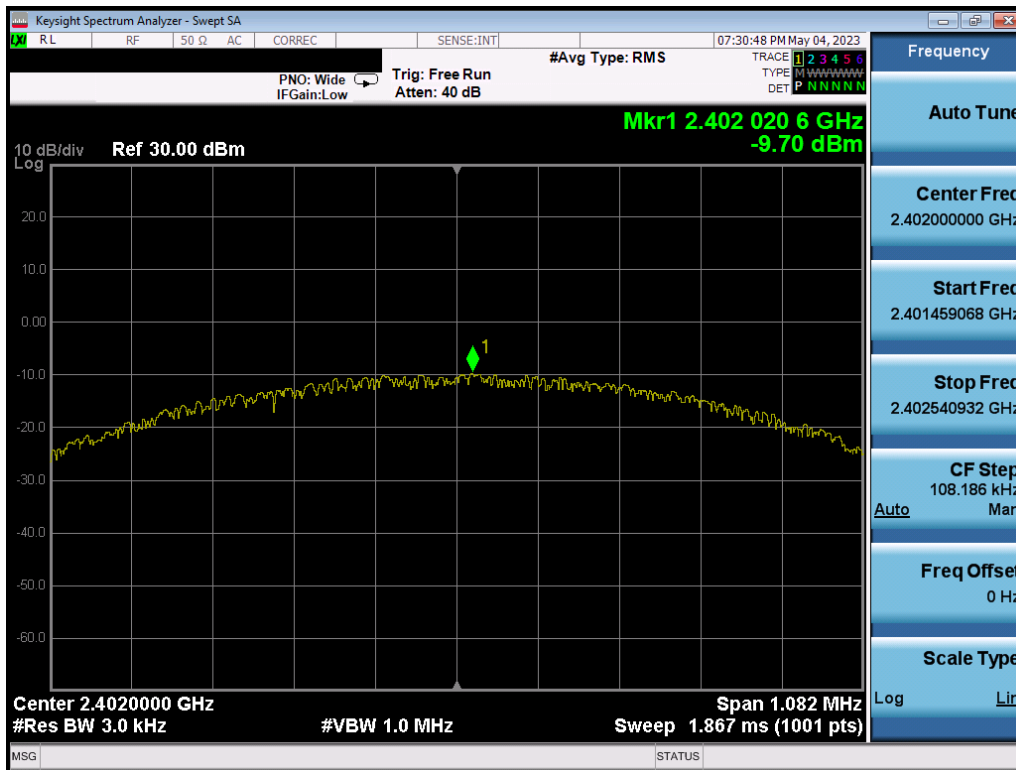 Keysight Spectrum Analyzer - Swept SA
LXI RL RF 50 Ω AC CORREC SENSE:INT 07:30:48 PM May 04, 2023
#Avg Type: RMS
TRACE 1 2 3 4 5 6
TYPE M WWWWW
DET P N N N N N
PNO: Wide
IFGain:Low
Trig: Free Run
Atten: 40 dB
Mkr1 2.402 020 6 GHz
-9.70 dBm
10 dB/div Ref 30.00 dBm
Log
20.0
10.0
0.00
1
-10.0
-20.0
-30.0
-40.0
-50.0
-60.0
Center 2.4020000 GHz Span 1.082 MHz
#Res BW 3.0 kHz #VBW 1.0 MHz Sweep 1.867 ms (1001 pts)
MSG STATUS
Frequency
Auto Tune
Center Freq
2.402000000 GHz
Start Freq
2.401459068 GHz
Stop Freq
2.402540932 GHz
CF Step
108.186 kHz
Auto Man
Freq Offset
0 Hz
Scale Type
Log Lin